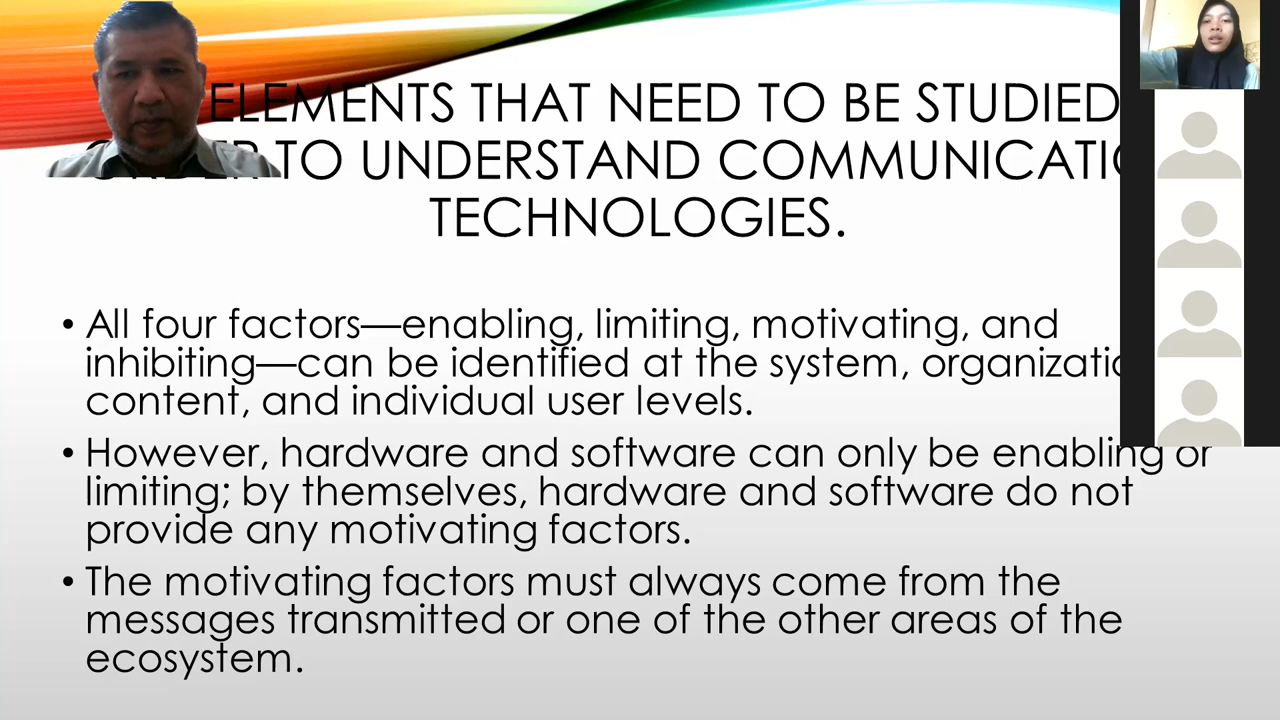 ELEMENTS THAT NEED TO BE STUDIED
TO UNDERSTAND
TECHNOLOGIES.
• All four factors—enabling, limiting, motivating, and
inhibiting—can be identified at the system,
content, and individual user levels.
• However, hardware and software can only be enabling or
limiting; by themselves, hardware and software do not
provide any motivating factors.
• The motivating factors must always come from the
messages transmitted or one of the other areas of the
ecosystem.